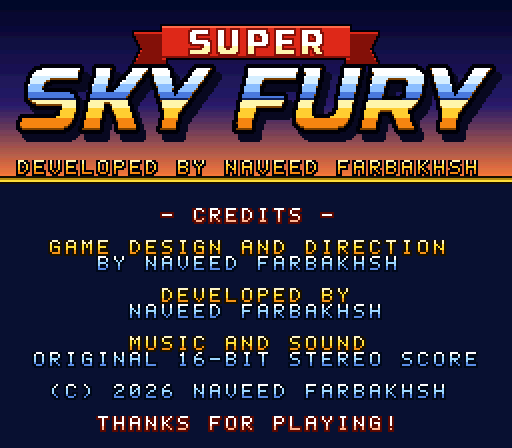 SUPER
SKY FURY
DEVELOPED BY NAVEED FARBAKHSH
- CREDITS -
GAME DESIGN AND DIRECTION
BY NAVEED FARBAKHSH
DEVELOPED BY
NAVEED FARBAKHSH
MUSIC AND SOUND
ORIGINAL 16-BIT STEREO SCORE
(C) 2026 NAVEED FARBAKHSH
THANKS FOR PLAYING!